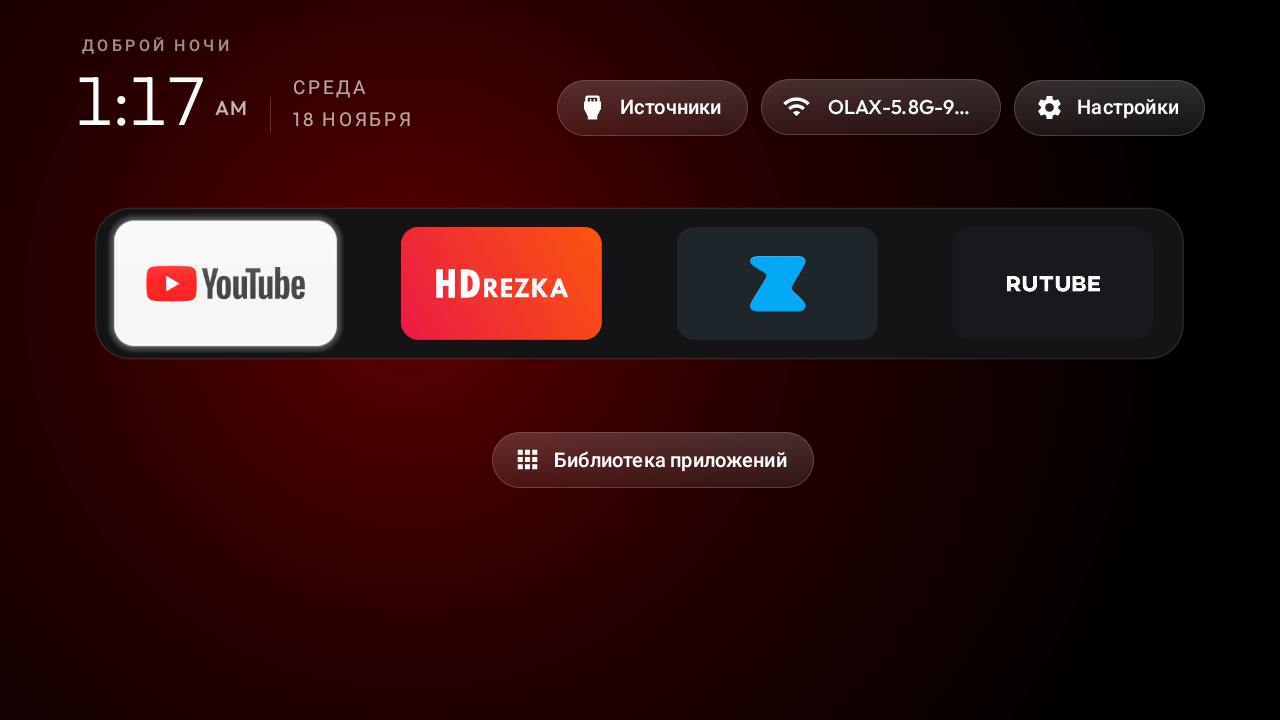 ДОБРОЙ НОЧИ
1:17 AM
СРЕДА
18 НОЯБРЯ
Источники
OLAX-5.8G-9...
Настройки
YouTube
HDREZKA
RUTUBE
Библиотека приложений